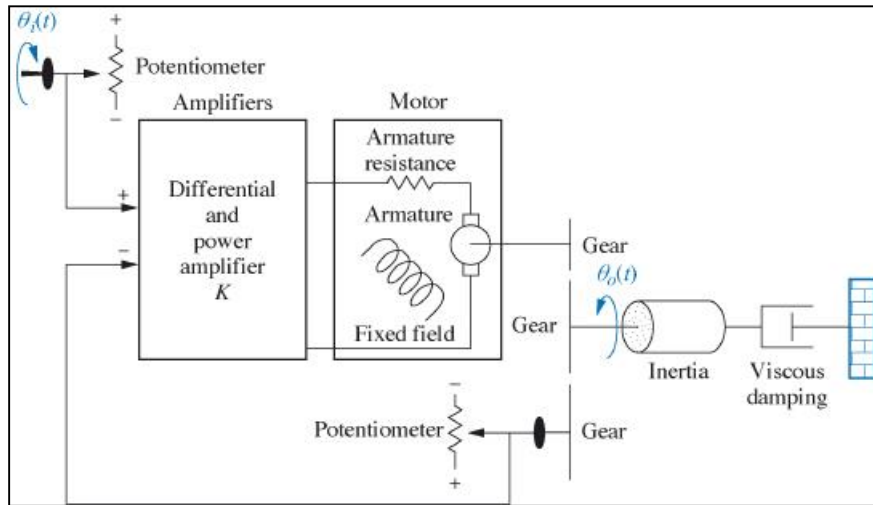 θi(t)
+
Potentiometer
−
Amplifiers
Motor
Armature
resistance
Differential
and
power
amplifier
K
+
−
Armature
Fixed field
Gear
θo(t)
Gear
Inertia
Viscous
damping
−
Potentiometer
+
Gear